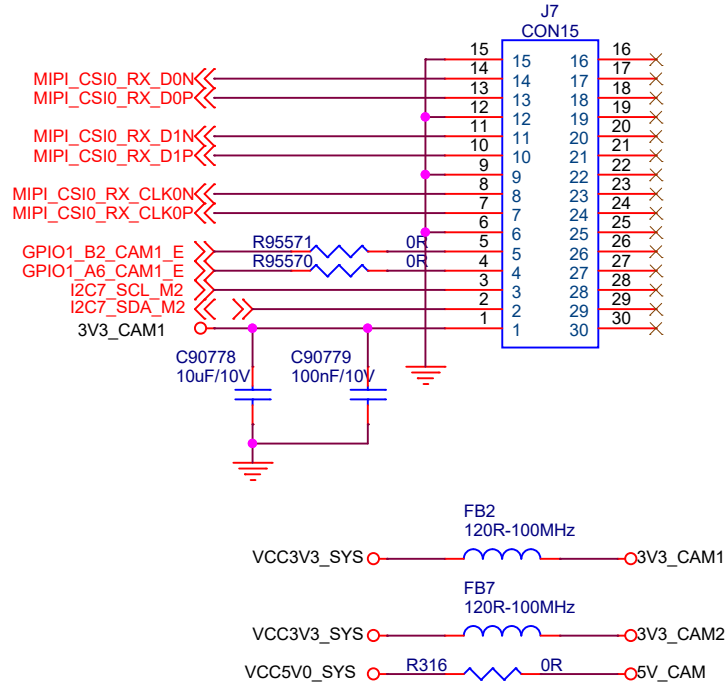 J7
CON15
15 15 16 16
MIPI_CSI0_RX_D0N 14 14 17 17
MIPI_CSI0_RX_D0P 13 13 18 18
12 12 19 19
MIPI_CSI0_RX_D1N 11 11 20 20
MIPI_CSI0_RX_D1P 10 10 21 21
9 9 22 22
MIPI_CSI0_RX_CLK0N 8 8 23 23
MIPI_CSI0_RX_CLK0P 7 7 24 24
6 6 25 25
GPIO1_B2_CAM1_E R95571 0R 5 5 26 26
GPIO1_A6_CAM1_E R95570 0R 4 4 27 27
I2C7_SCL_M2 3 3 28 28
I2C7_SDA_M2 2 2 29 29
3V3_CAM1 1 1 30 30
C90778 C90779
10uF/10V 100nF/10V
FB2
120R-100MHz
VCC3V3_SYS 3V3_CAM1
FB7
120R-100MHz
VCC3V3_SYS 3V3_CAM2
VCC5V0_SYS R316 0R 5V_CAM